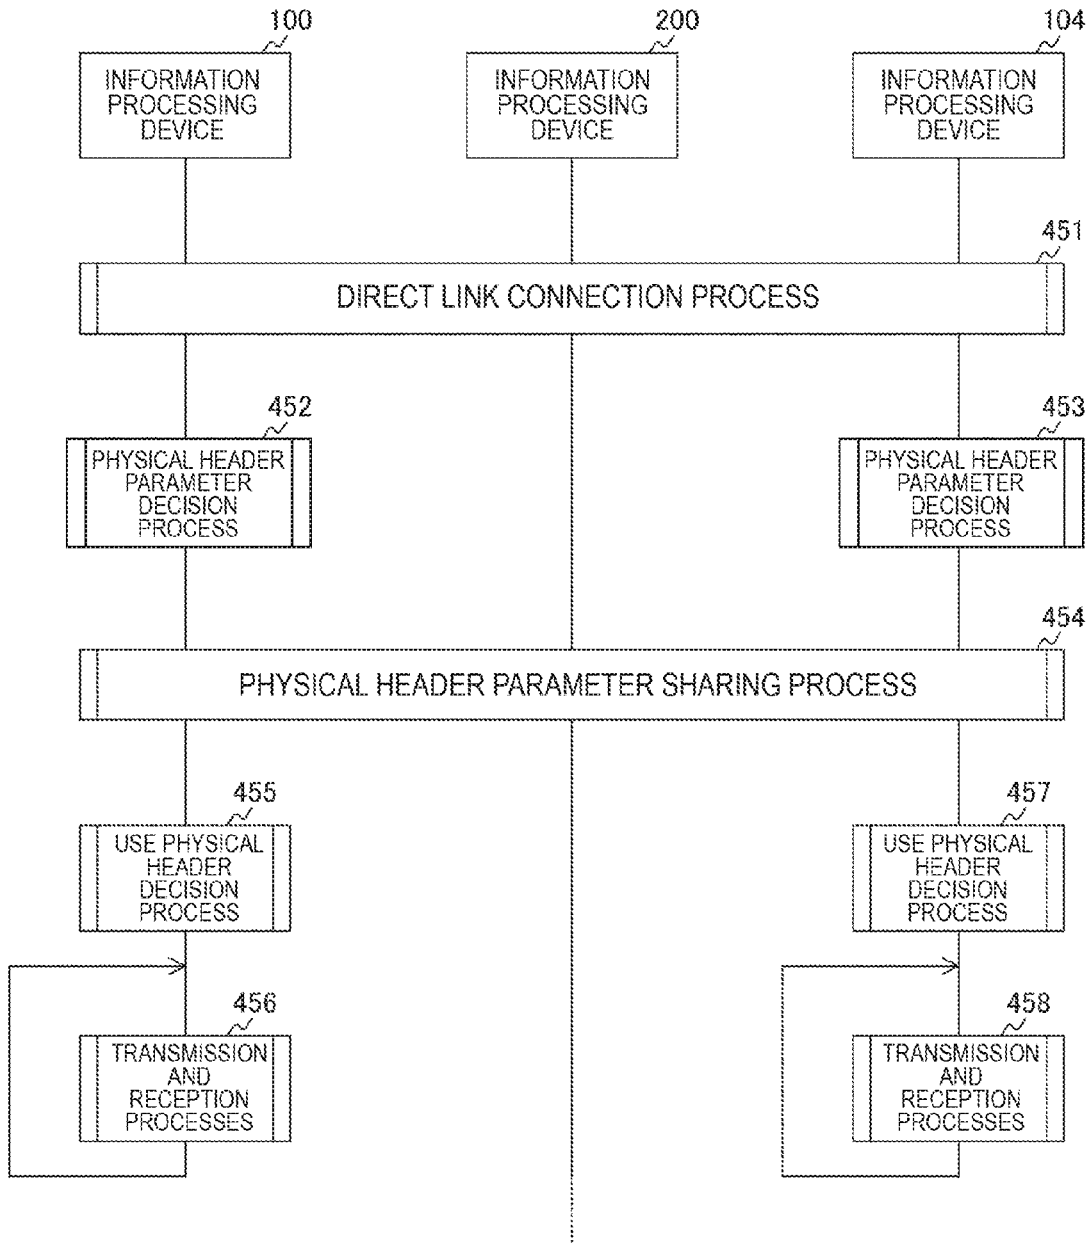 100
200
104
INFORMATION
PROCESSING
DEVICE
INFORMATION
PROCESSING
DEVICE
INFORMATION
PROCESSING
DEVICE
451
DIRECT LINK CONNECTION PROCESS
452
453
PHYSICAL HEADER
PARAMETER
DECISION
PROCESS
PHYSICAL HEADER
PARAMETER
DECISION
PROCESS
454
PHYSICAL HEADER PARAMETER SHARING PROCESS
455
457
USE PHYSICAL
HEADER
DECISION
PROCESS
USE PHYSICAL
HEADER
DECISION
PROCESS
456
458
TRANSMISSION
AND
RECEPTION
PROCESSES
TRANSMISSION
AND
RECEPTION
PROCESSES